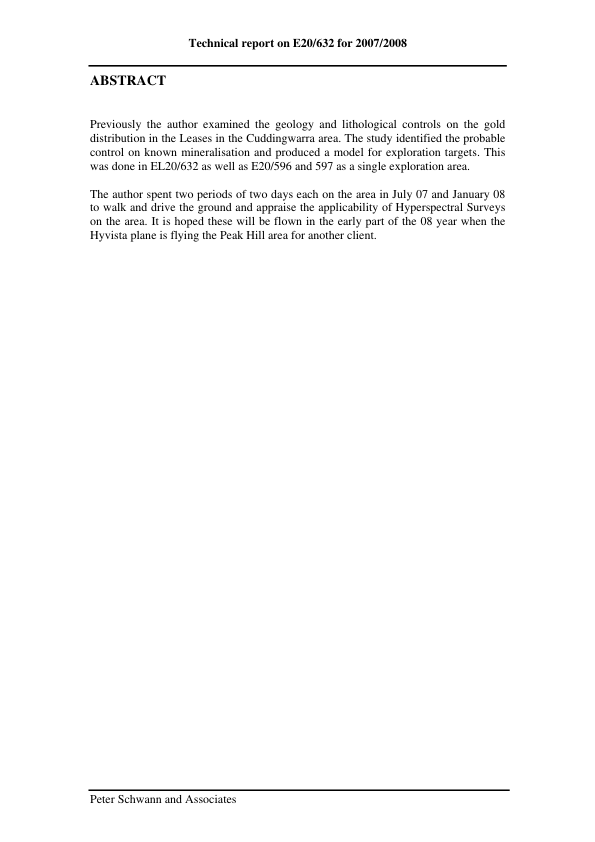 Technical report on E20/632 for 2007/2008
ABSTRACT
Previously the author examined the geology and lithological controls on the gold
distribution in the Leases in the Cuddingwarra area. The study identified the probable
control on known mineralisation and produced a model for exploration targets. This
was done in EL20/632 as well as E20/596 and 597 as a single exploration area.
The author spent two periods of two days each on the area in July 07 and January 08
to walk and drive the ground and appraise the applicability of Hyperspectral Surveys
on the area. It is hoped these will be flown in the early part of the 08 year when the
Hyvista plane is flying the Peak Hill area for another client.
Peter Schwann and Associates